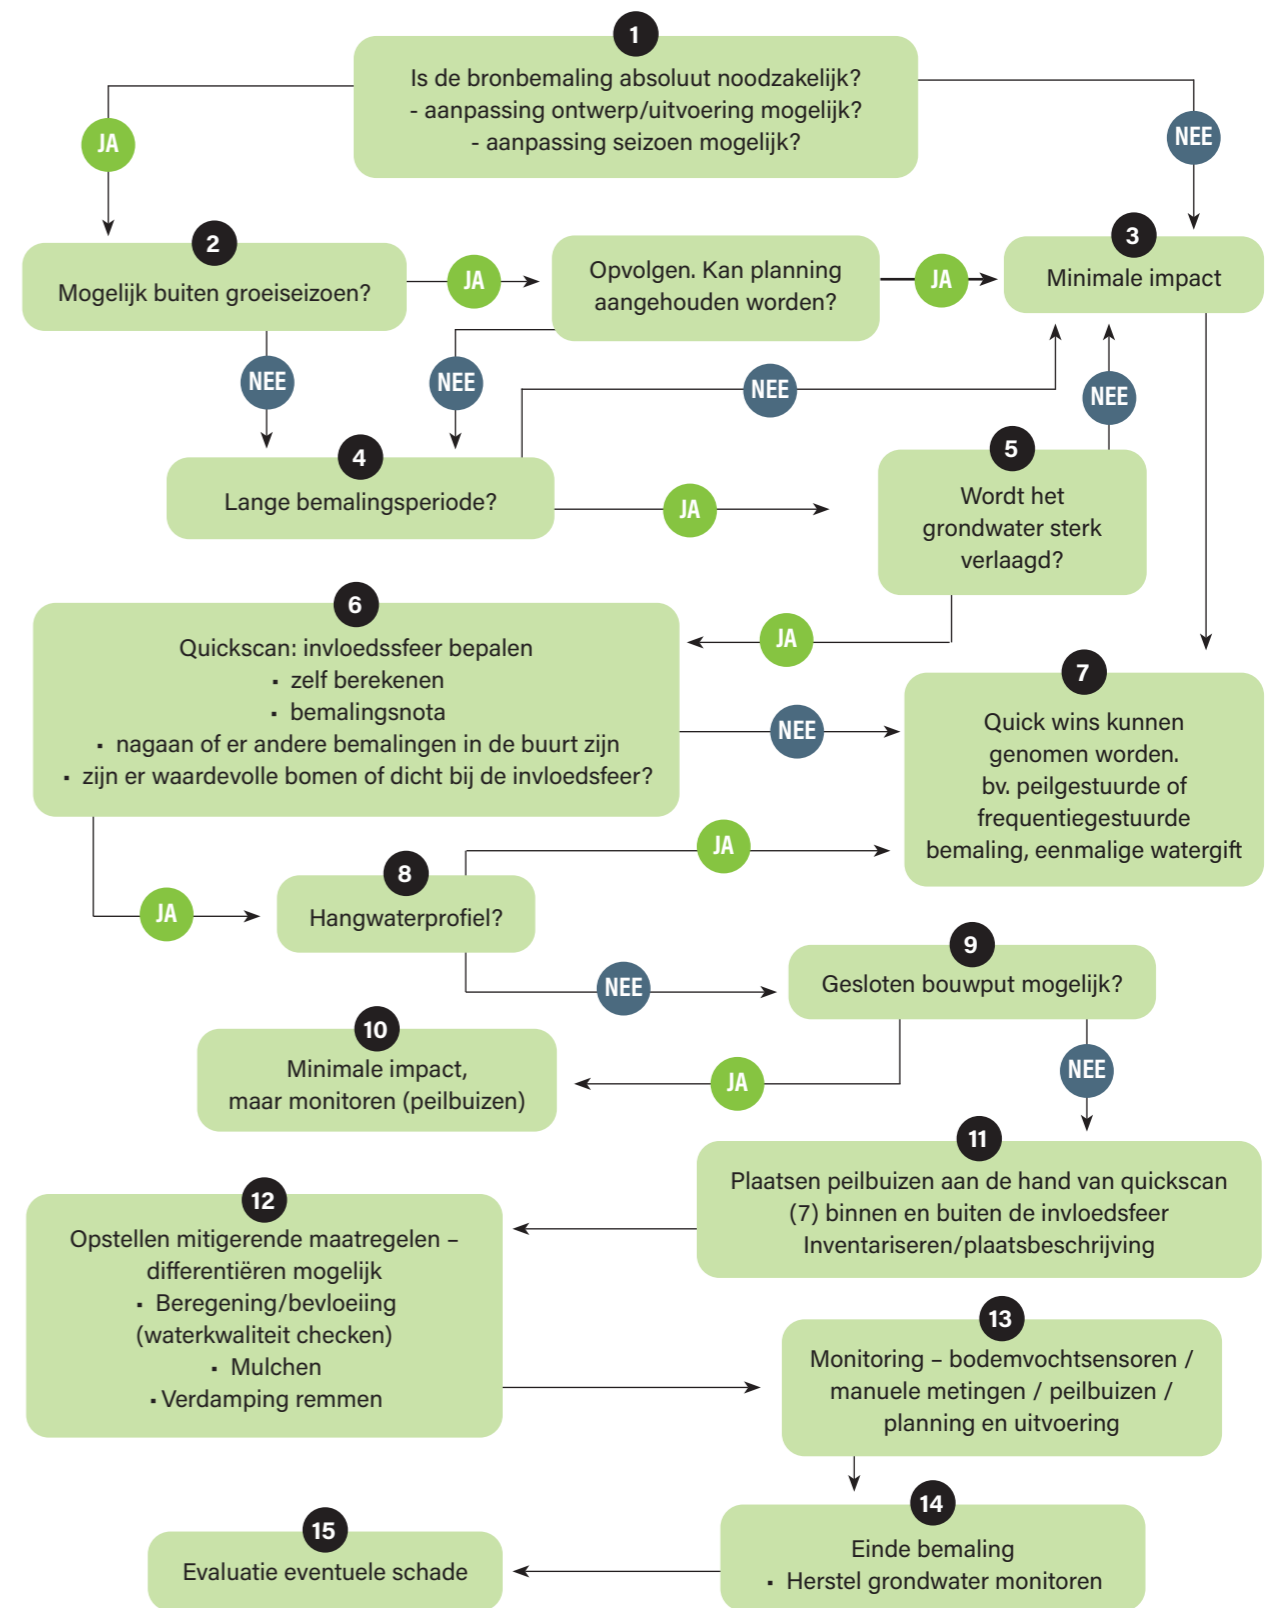 1
Is de bronbemaling absoluut noodzakelijk?
- aanpassing ontwerp/uitvoering mogelijk?
- aanpassing seizoen mogelijk?
JA
NEE
2
Mogelijk buiten groeiseizoen?
JA
Opvolgen. Kan planning
aangehouden worden?
JA
3
Minimale impact
NEE
NEE
NEE
NEE
4
Lange bemalingsperiode?
JA
5
Wordt het
grondwater sterk
verlaagd?
JA
6
Quickscan: invloedssfeer bepalen
▪ zelf berekenen
▪ bemalingsnota
▪ nagaan of er andere bemalingen in de buurt zijn
▪ zijn er waardevolle bomen of dicht bij de invloedsfeer?
NEE
7
Quick wins kunnen
genomen worden.
bv. peilgestuurde of
frequentiegestuurde
bemaling, eenmalige watergift
JA
JA
8
Hangwaterprofiel?
NEE
9
Gesloten bouwput mogelijk?
10
Minimale impact,
maar monitoren (peilbuizen)
JA
NEE
11
Plaatsen peilbuizen aan de hand van quickscan
(7) binnen en buiten de invloedsfeer
Inventariseren/plaatsbeschrijving
12
Opstellen mitigerende maatregelen –
differentiëren mogelijk
▪ Beregening/bevloeiing
(waterkwaliteit checken)
▪ Mulchen
▪ Verdamping remmen
13
Monitoring – bodemvochtsensoren /
manuele metingen / peilbuizen /
planning en uitvoering
14
Einde bemaling
▪ Herstel grondwater monitoren
15
Evaluatie eventuele schade